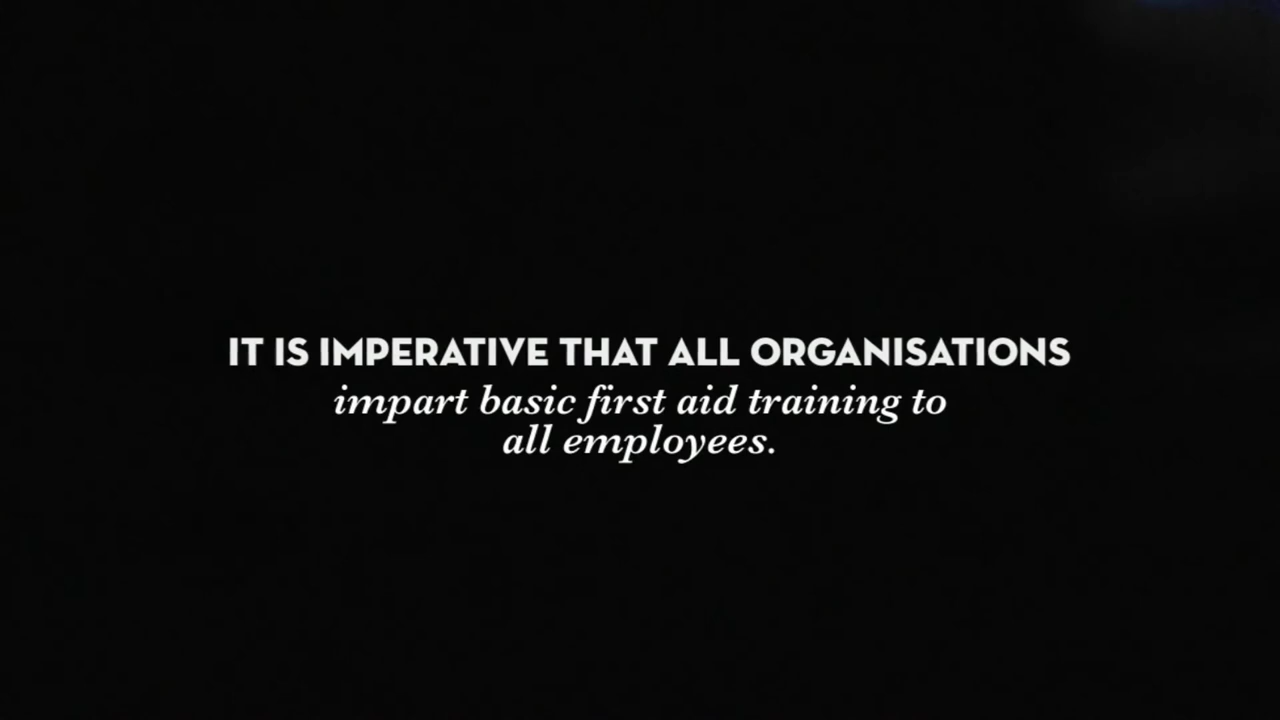 IT IS IMPERATIVE THAT ALL ORGANISATIONS
impart basic first aid training to
all employees.